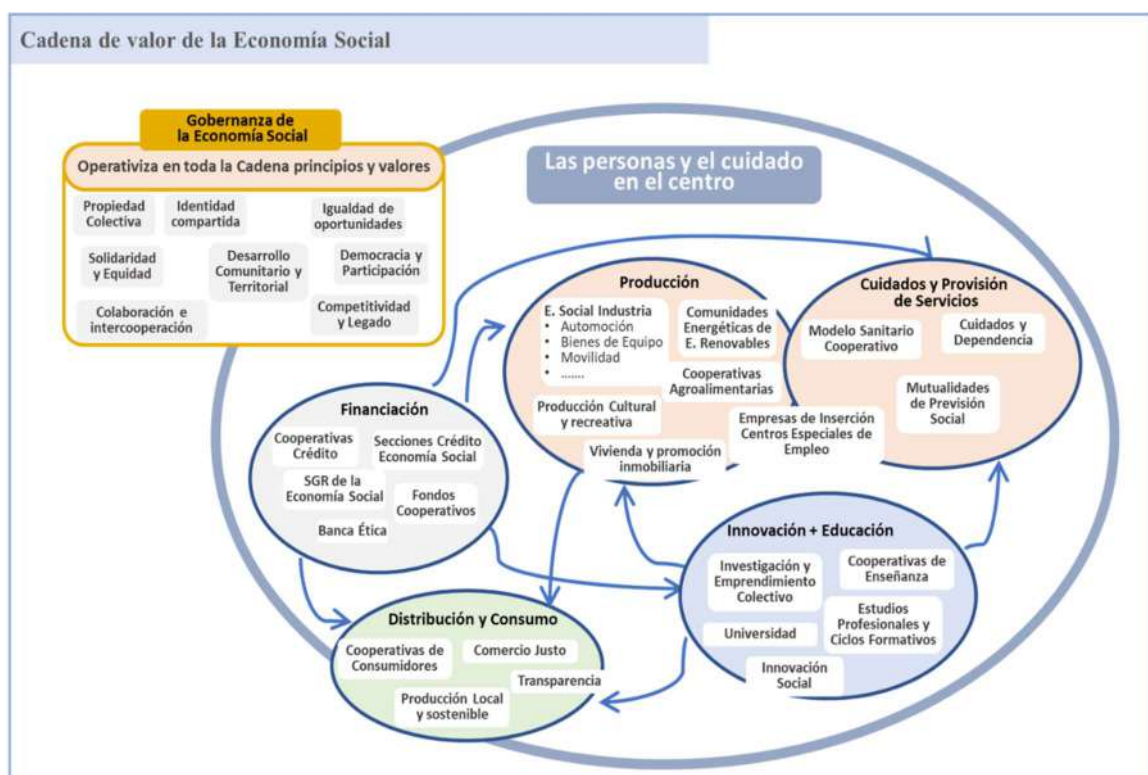 Cadena de valor de la Economía Social
Gobernanza de
la Economía Social
Operativiza en toda la Cadena principios y valores
Propiedad
Colectiva
Identidad
compartida
Igualdad de
oportunidades
Solidaridad
y Equidad
Desarrollo
Comunitario y
Territorial
Democracia y
Participación
Colaboración e
intercooperación
Competitividad
y Legado
Las personas y el cuidado
en el centro
Producción
E. Social Industria
• Automoción
• Bienes de Equipo
• Movilidad
• .......
Comunidades
Energéticas de
E. Renovables
Cooperativas
Agroalimentarias
Producción Cultural
y recreativa
Vivienda y promoción
inmobiliaria
Empresas de Inserción
Centros Especiales de
Empleo
Cuidados y Provisión
de Servicios
Modelo Sanitario
Cooperativo
Cuidados y
Dependencia
Mutualidades
de Previsión
Social
Financiación
Cooperativas
Crédito
Secciones Crédito
Economía Social
SGR de la
Economía Social
Fondos
Cooperativos
Banca Ética
Innovación + Educación
Investigación y
Emprendimiento
Colectivo
Cooperativas de
Enseñanza
Universidad
Estudios
Profesionales y
Ciclos Formativos
Innovación
Social
Distribución y Consumo
Cooperativas de
Consumidores
Comercio Justo
Transparencia
Producción Local
y sostenible